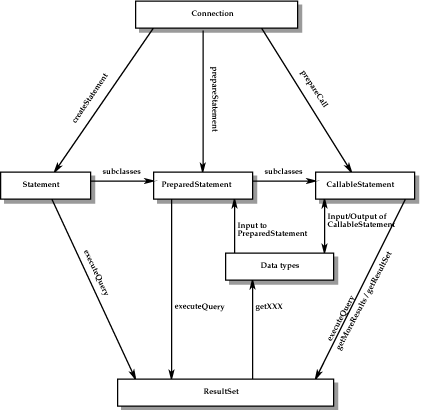 Connection
createStatement
prepareStatement
prepareCall
subclasses
subclasses
Statement
PreparedStatement
CallableStatement
Input to
PreparedStatement
Input/Output of
CallableStatement
Data types
executeQuery
executeQuery
getXXX
executeQuery
getMoreResults / getResultSet
ResultSet